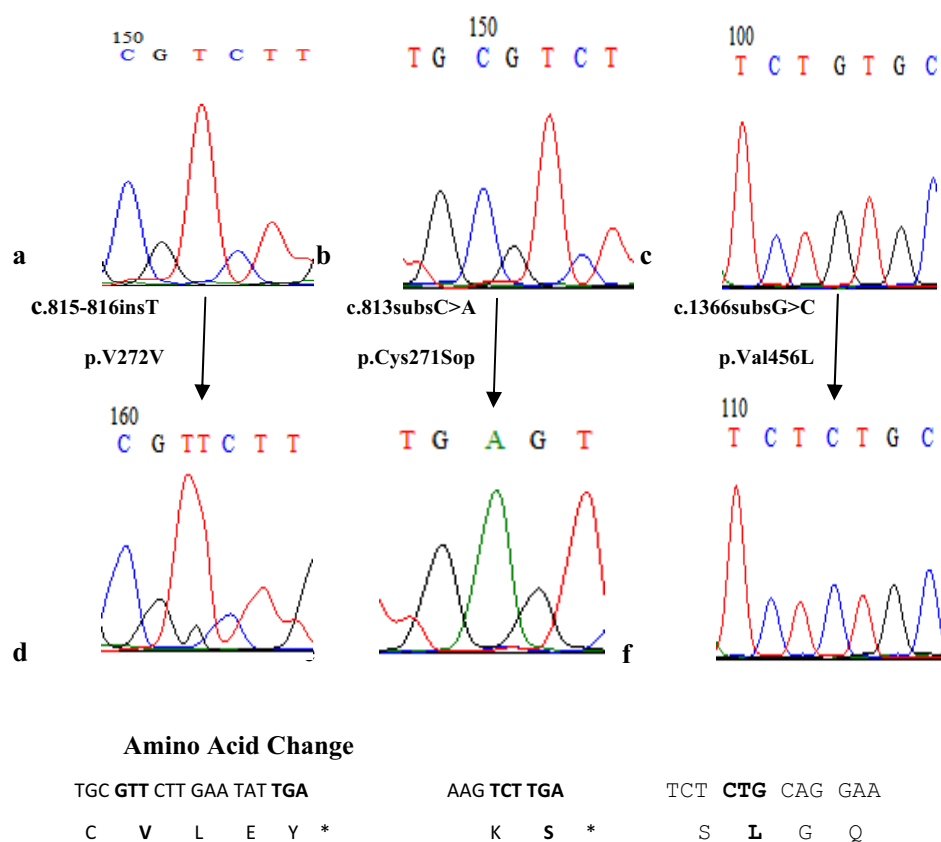 150
C G T C T T
150
T G C G T C T
100
T C T G T G C
a
b
c
c.815-816insT
c.813subsC>A
c.1366subsG>C
p.V272V
p.Cys271Sop
p.Val456L
160
C G TT C T T
T G A G T
110
T C T C T G C
d
f
Amino Acid Change
TGC GTT CTT GAA TAT TGA
AAG TCT TGA
TCT CTG CAG GAA
C V L E Y *
K S *
S L G Q